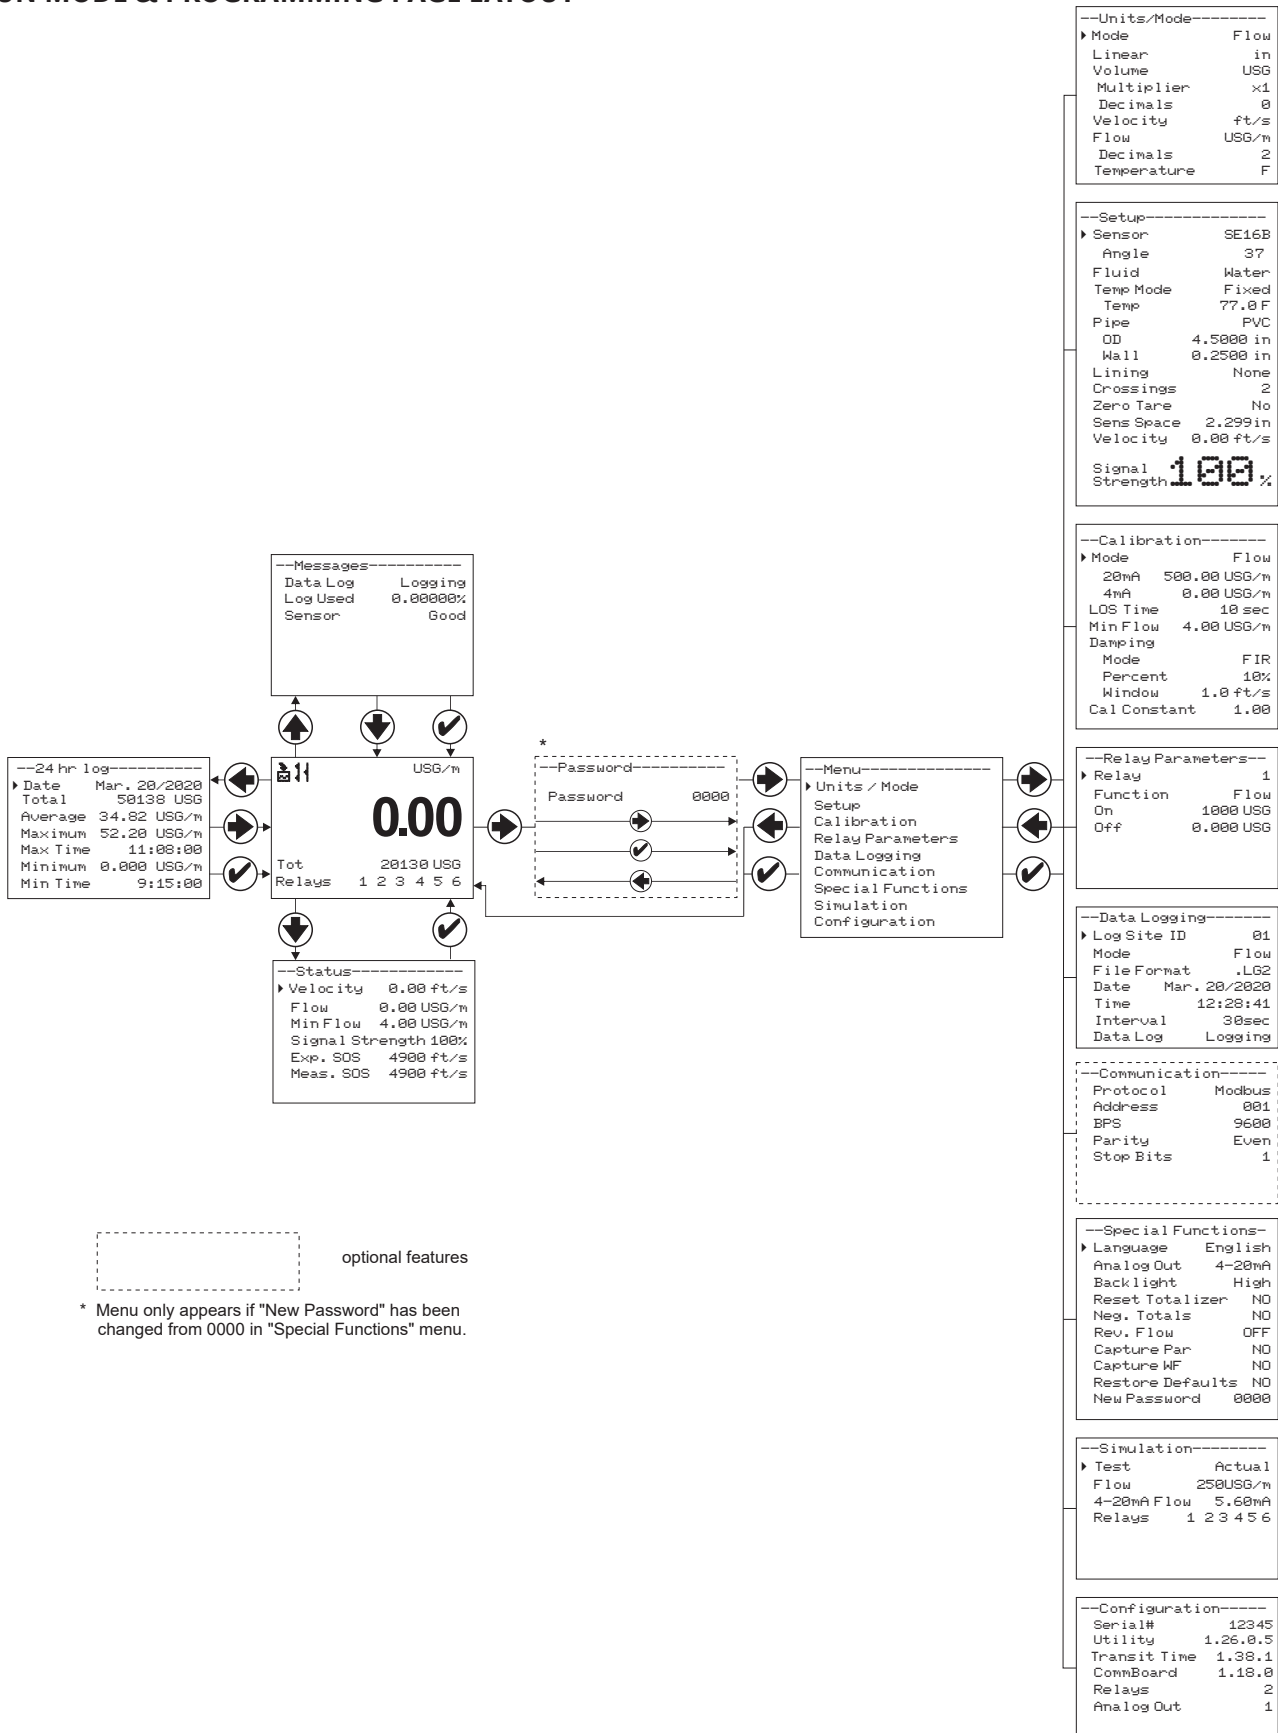 --Units/Mode--------
Mode Flow
Linear in
Volume USG
Multiplier x1
Decimals 0
Velocity ft/s
Flow USG/m
Decimals 2
Temperature F
--Setup-------------
Sensor SE16B
Angle 37
Fluid Water
Temp Mode Fixed
Temp 77.0 F
Pipe PVC
OD 4.5000 in
Wall 0.2500 in
Lining None
Crossings 2
Zero Tare No
Sens Space 2.299in
Velocity 0.00 ft/s
Signal
Strength 100%
--Calibration-------
Mode Flow
20mA 500.00 USG/m
4mA 0.00 USG/m
LOS Time 10 sec
Min Flow 4.00 USG/m
Damping
Mode FIR
Percent 10%
Window 1.0 ft/s
Cal Constant 1.00
--Messages----------
Data Log Logging
Log Used 0.00000%
Sensor Good
--24 hr log----------
Date Mar. 20/2020
Total 50138 USG
Average 34.82 USG/m
Maximum 52.20 USG/m
Max Time 11:08:00
Minimum 0.000 USG/m
Min Time 9:15:00
USG/m
0.00
Tot 20130 USG
Relays 1 2 3 4 5 6
*
--Password----------
Password 0000
--Menu--------------
Units / Mode
Setup
Calibration
Relay Parameters
Data Logging
Communication
Special Functions
Simulation
Configuration
--Relay Parameters--
Relay 1
Function Flow
On 1000 USG
Off 0.000 USG
--Status------------
Velocity 0.00 ft/s
Flow 0.00 USG/m
Min Flow 4.00 USG/m
Signal Strength 100%
Exp. SOS 4900 ft/s
Meas. SOS 4900 ft/s
--Data Logging-------
Log Site ID 01
Mode Flow
File Format .LG2
Date Mar. 20/2020
Time 12:28:41
Interval 30sec
Data Log Logging
--Communication-----
Protocol Modbus
Address 001
BPS 9600
Parity Even
Stop Bits 1
--Special Functions-
Language English
Analog Out 4-20mA
Backlight High
Reset Totalizer NO
Neg. Totals NO
Rev. Flow OFF
Capture Par NO
Capture WF NO
Restore Defaults NO
New Password 0000
optional features
* Menu only appears if "New Password" has been
changed from 0000 in "Special Functions" menu.
--Simulation--------
Test Actual
Flow 250USG/m
4-20mA Flow 5.60mA
Relays 1 2 3 4 5 6
--Configuration-----
Serial# 12345
Utility 1.26.0.5
Transit Time 1.38.1
CommBoard 1.18.0
Relays 2
Analog Out 1